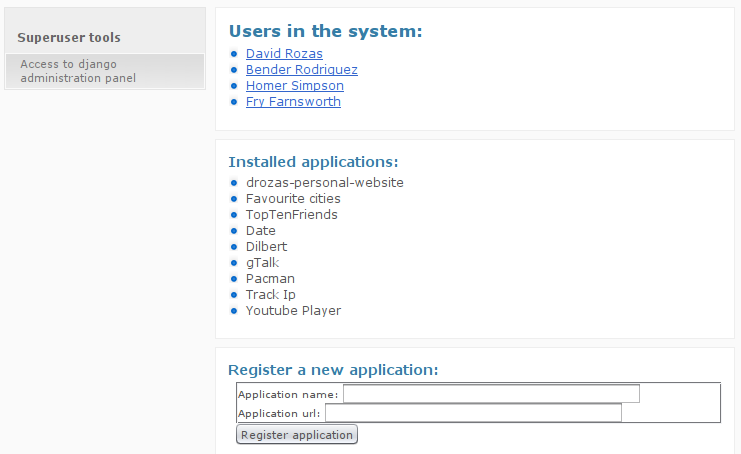 Superuser tools
Access to django
administration panel
Users in the system:
David Rozas
Bender Rodriguez
Homer Simpson
Fry Farnsworth
Installed applications:
drozas-personal-website
Favourite cities
TopTenFriends
Date
Dilbert
gTalk
Pacman
Track Ip
Youtube Player
Register a new application:
Application name:
Application url:
Register application